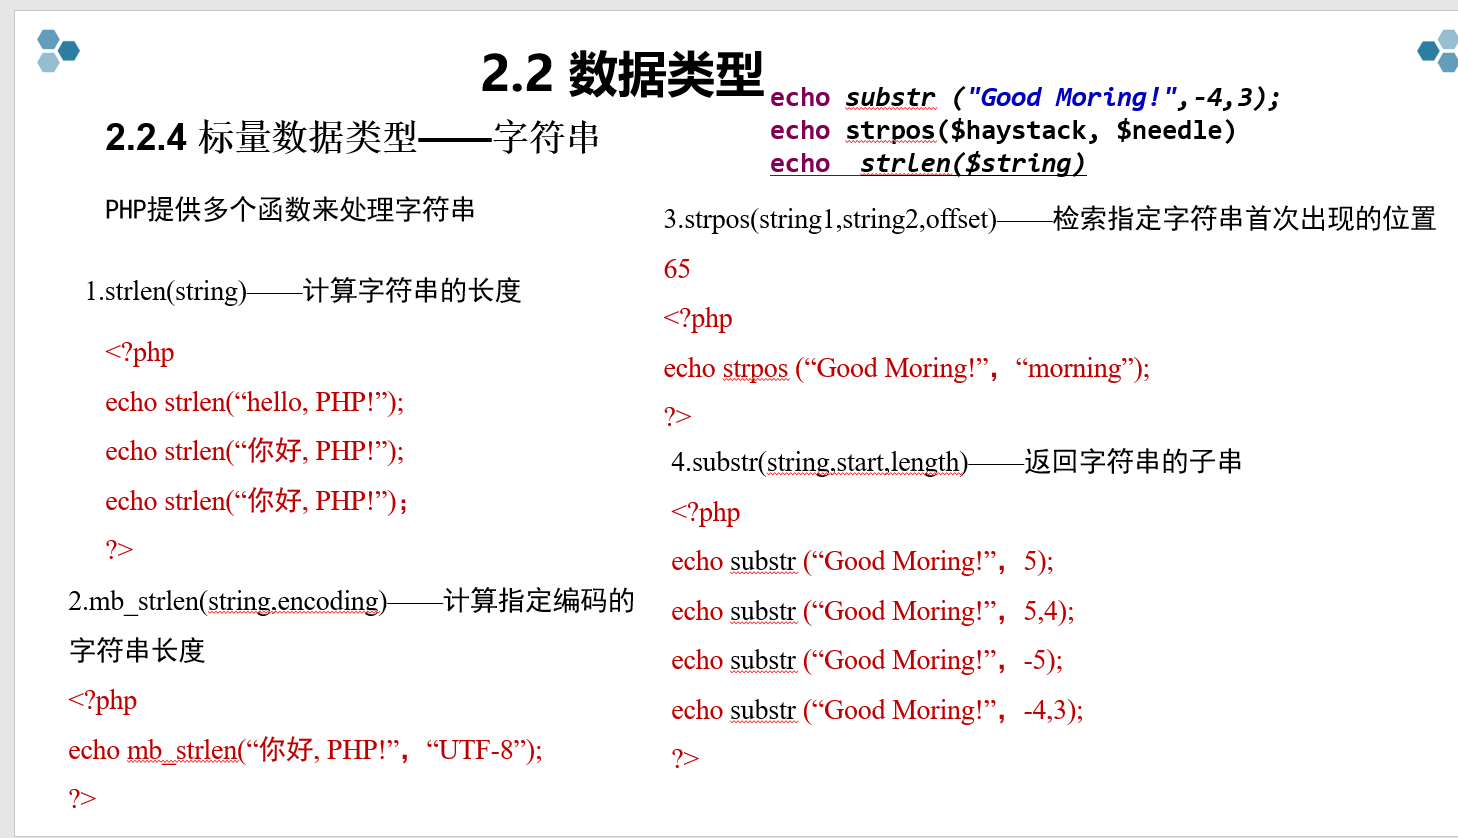 2.2 数据类型
echo substr ("Good Moring!",-4,3);
echo strpos($haystack, $needle)
echo strlen($string)
2.2.4 标量数据类型——字符串
PHP提供多个函数来处理字符串
1.strlen(string)——计算字符串的长度
<?php
echo strlen(“hello, PHP!”);
echo strlen(“你好, PHP!”);
echo strlen(“你好, PHP!”)；
?>
2.mb_strlen(string,encoding)——计算指定编码的
字符串长度
<?php
echo mb_strlen(“你好, PHP!”，“UTF-8”);
?>
3.strpos(string1,string2,offset)——检索指定字符串首次出现的位置
65
<?php
echo strpos (“Good Moring!”，“morning”);
?>
4.substr(string,start,length)——返回字符串的子串
<?php
echo substr (“Good Moring!”，5);
echo substr (“Good Moring!”，5,4);
echo substr (“Good Moring!”，-5);
echo substr (“Good Moring!”，-4,3);
?>